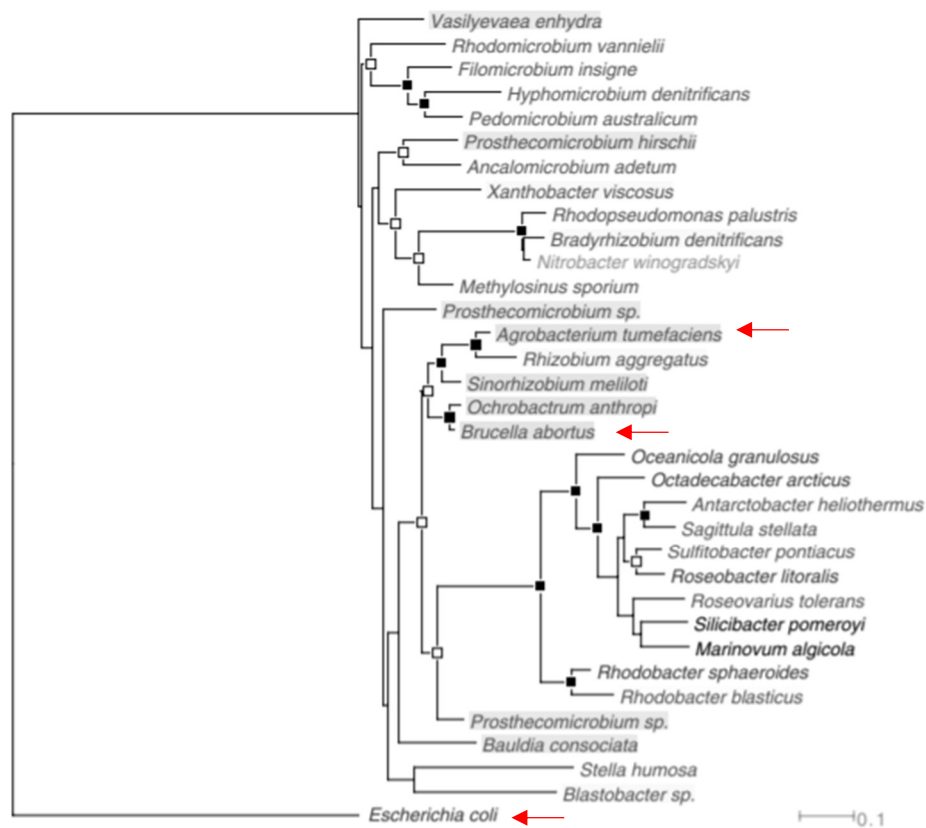 Vasilyevaea enhydra
Rhodomicrobium vannielii
Filomicrobium insigne
Hyphomicrobium denitrificans
Pedomicrobium australicum
Prosthecomicrobium hirschii
Ancalomicrobium adetum
Xanthobacter viscosus
Rhodopseudomonas palustris
Bradyrhizobium denitrificans
Nitrobacter winogradskyi
Methylosinus sporium
Prosthecomicrobium sp.
Agrobacterium tumefaciens
Rhizobium aggregatus
Sinorhizobium meliloti
Ochrobactrum anthropi
Brucella abortus
Oceanicola granulosus
Octadecabacter arcticus
Antarctobacter heliothermus
Sagittula stellata
Sulfitobacter pontiacus
Roseobacter litoralis
Roseovarius tolerans
Silicibacter pomeroyi
Marinovum algicola
Rhodobacter sphaeroides
Rhodobacter blasticus
Prosthecomicrobium sp.
Bauldia consociata
Stella humosa
Blastobacter sp.
Escherichia coli
0.1